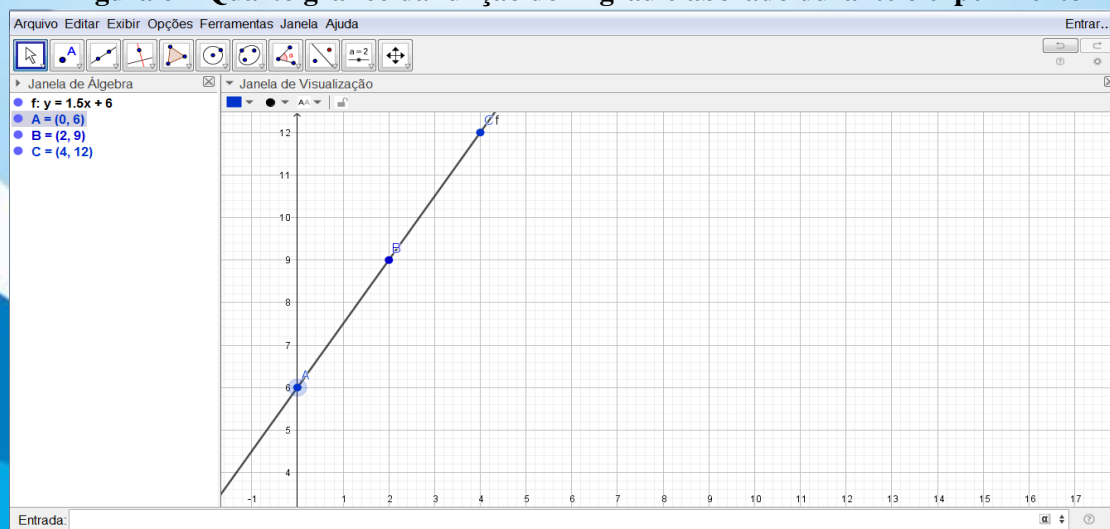 Arquivo Editar Exibir Opções Ferramentas Janela Ajuda
Entrar...
A
a=2
Janela de Álgebra
Janela de Visualização
f: y = 1.5x + 6
A = (0, 6)
B = (2, 9)
C = (4, 12)
AA
C f
12
11
10
B
9
8
7
A
6
5
4
-1 1 2 3 4 5 6 7 8 9 10 11 12 13 14 15 16 17
Entrada:
α